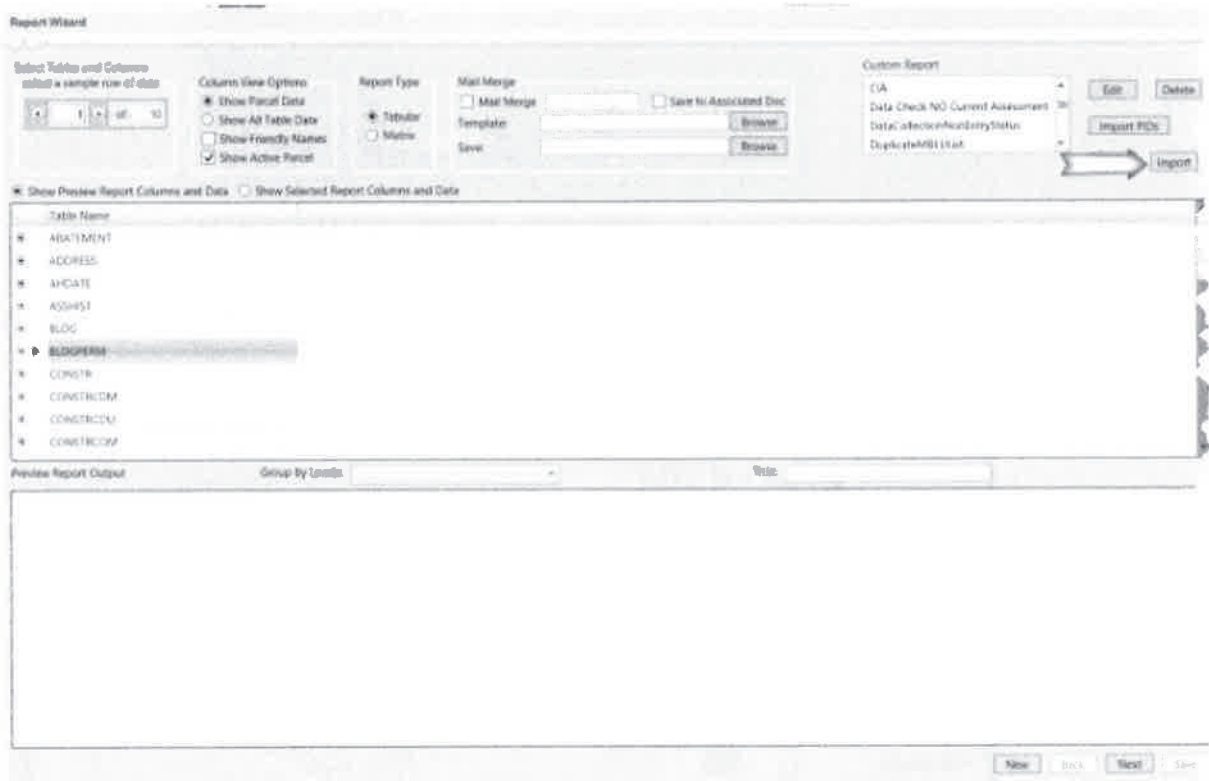 Report Wizard
Select Tables and Columns
select a sample row of data
1 of 10
Column View Options
Show Parcel Data
Show All Table Data
Show Friendly Names
Show Active Parcel
Report Type
Tabular
Matrix
Mail Merge
Mail Merge
Save to Associated Doc
Template:
Browse
Save:
Browse
Custom Report
CIA
Data Check NO Current Assessment
DataCollectionNonEntryStatus
Edit
Delete
Import PIDs
Import
Show Preview Report Columns and Data
Show Selected Report Columns and Data
Table Name
ABATEMENT
ADDRESS
AHDATE
ASSHIST
BLDG
BLDGPERM
CONSTR
CONSTRCDM
CONSTRCDU
CONSTRCOM
Preview Report Output
Group By Levels:
Title:
New
Back
Next
Save